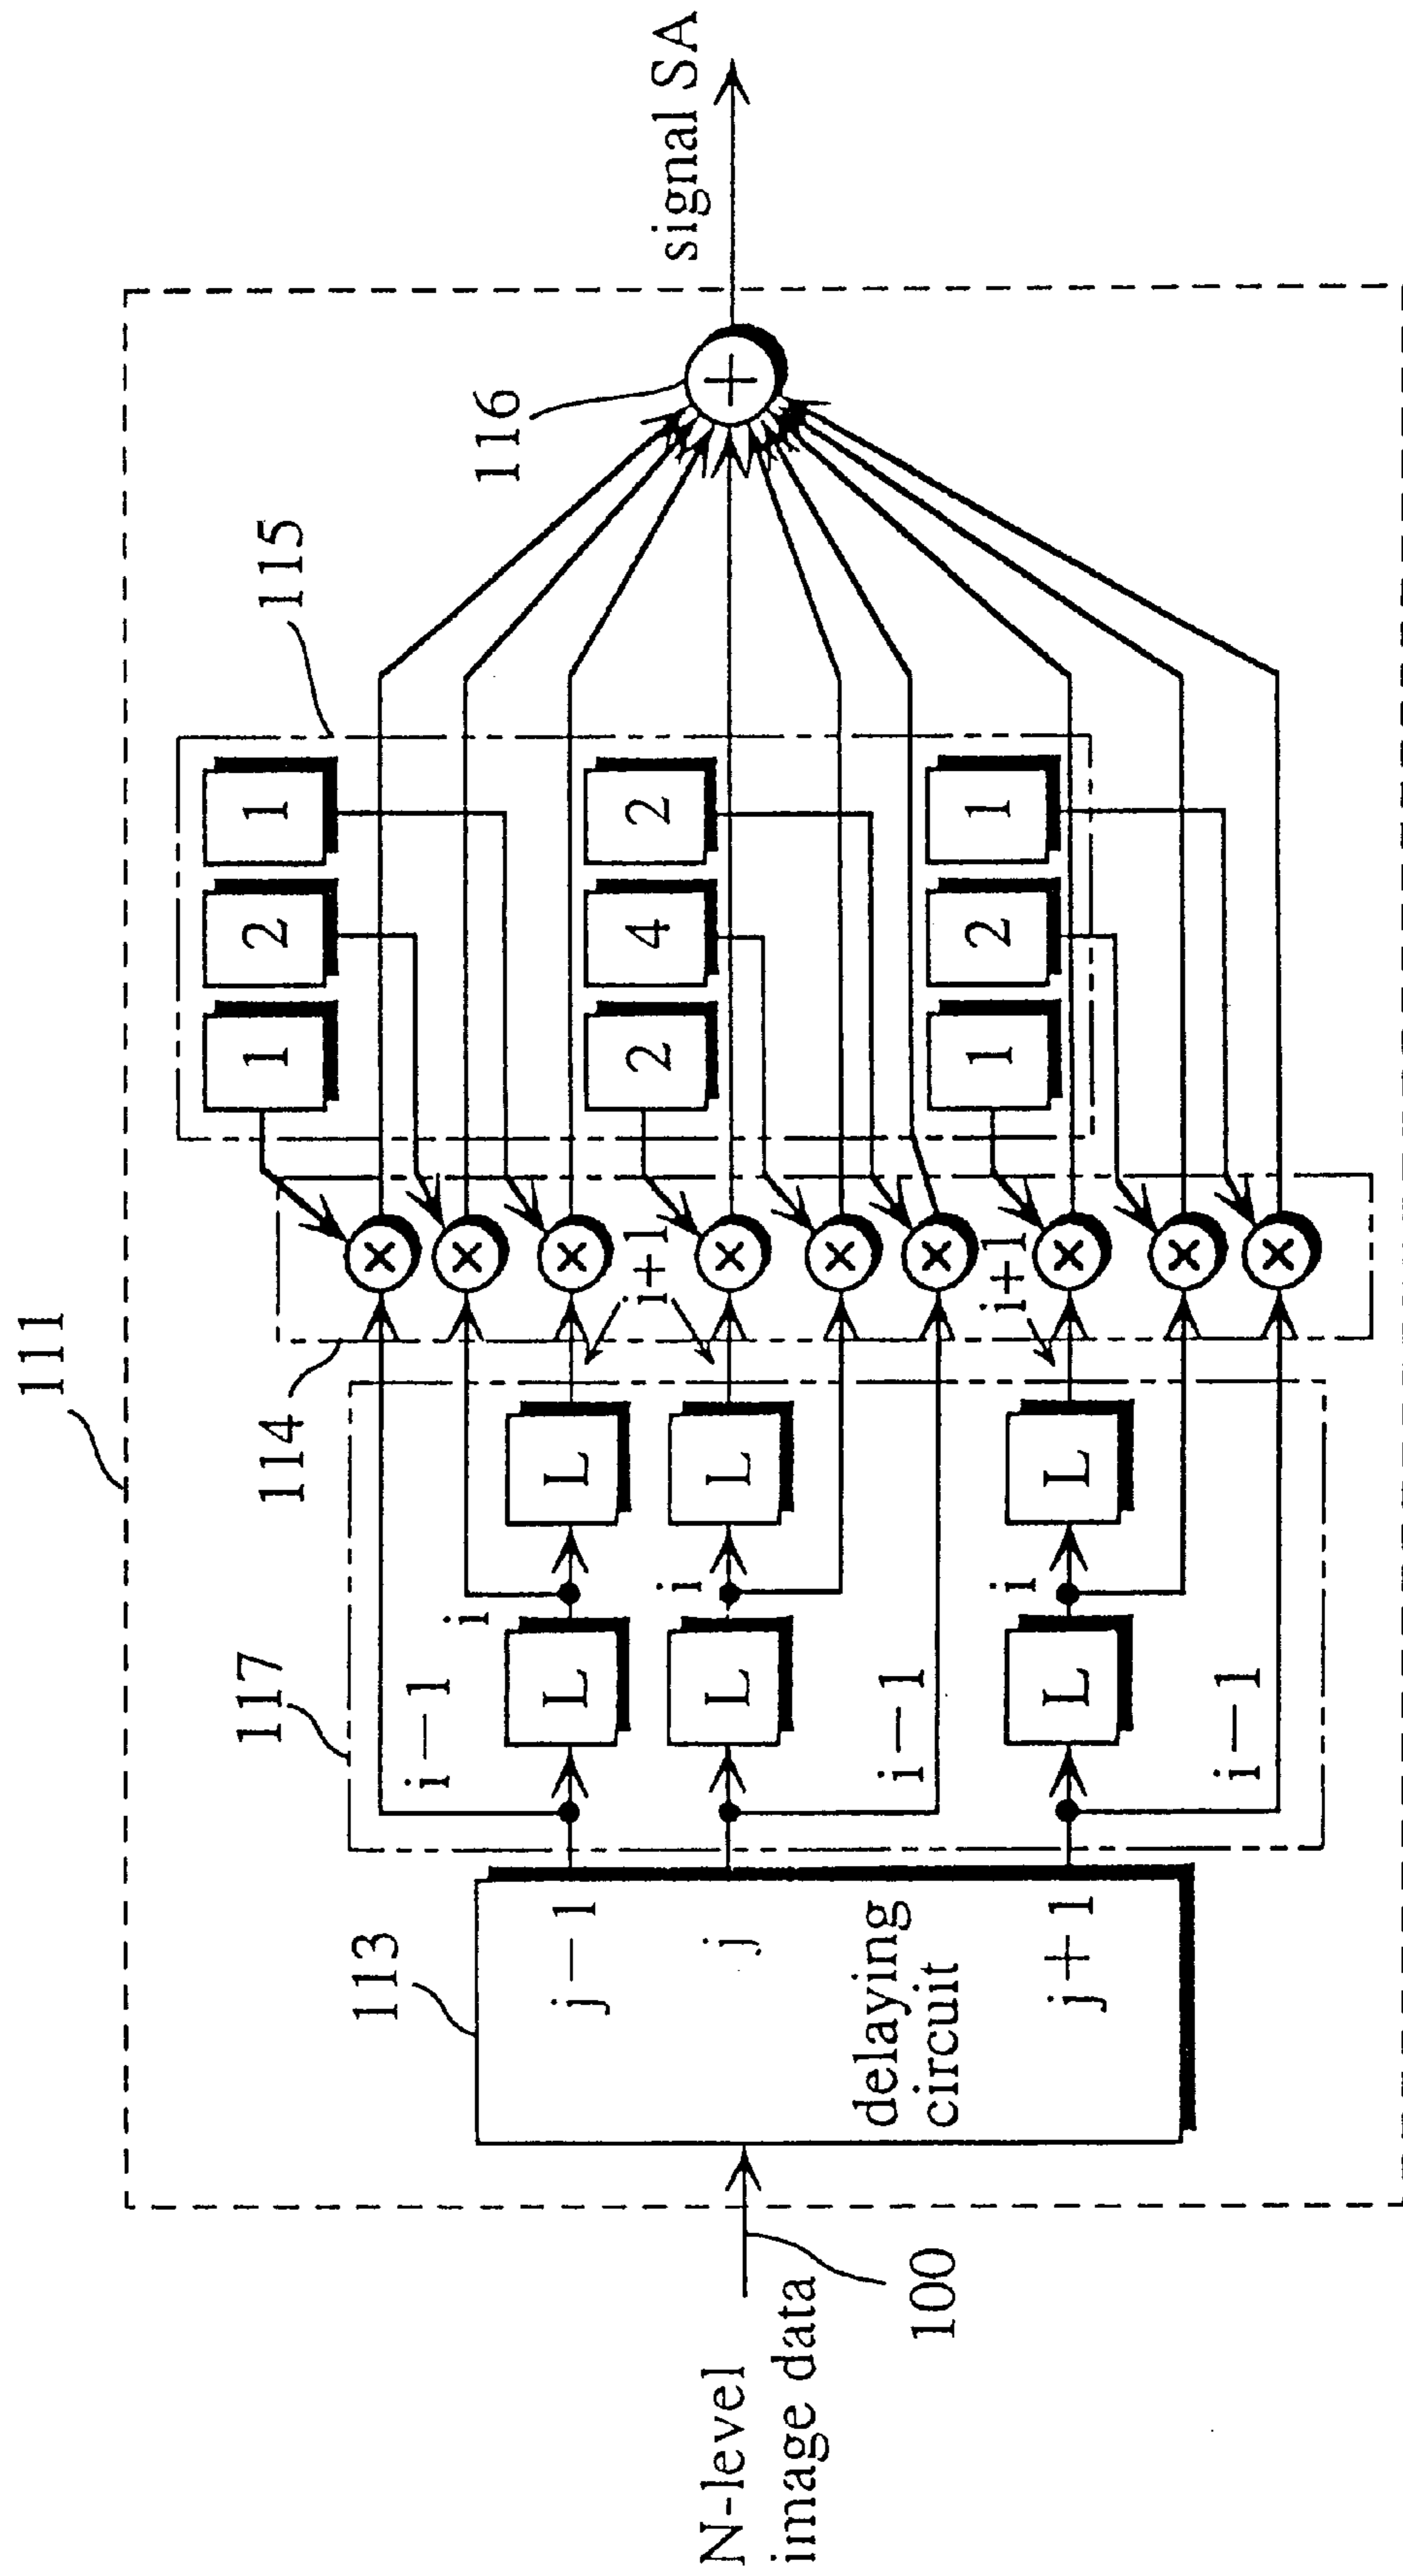 111
117
114
115
116
113
N-level
image data
100
j−1
j
delaying
circuit
j+1
i−1
i
i−1
i
i−1
i
L
L
L
L
L
L
i+1
i+1
×
×
×
×
×
×
×
×
×
1
2
1
2
4
2
1
2
1
+
signal SA